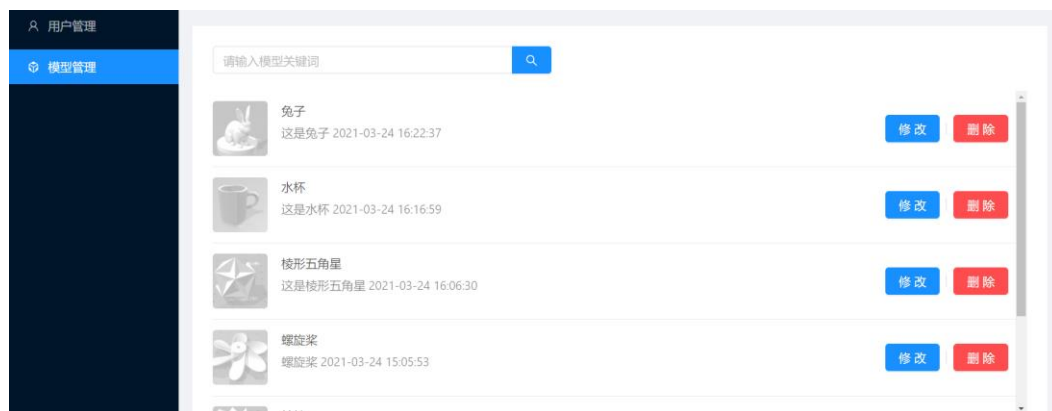 用户管理
模型管理
请输入模型关键词
兔子
这是兔子 2021-03-24 16:22:37
修 改
删 除
水杯
这是水杯 2021-03-24 16:16:59
修 改
删 除
棱形五角星
这是棱形五角星 2021-03-24 16:06:30
修 改
删 除
螺旋桨
螺旋桨 2021-03-24 15:05:53
修 改
删 除